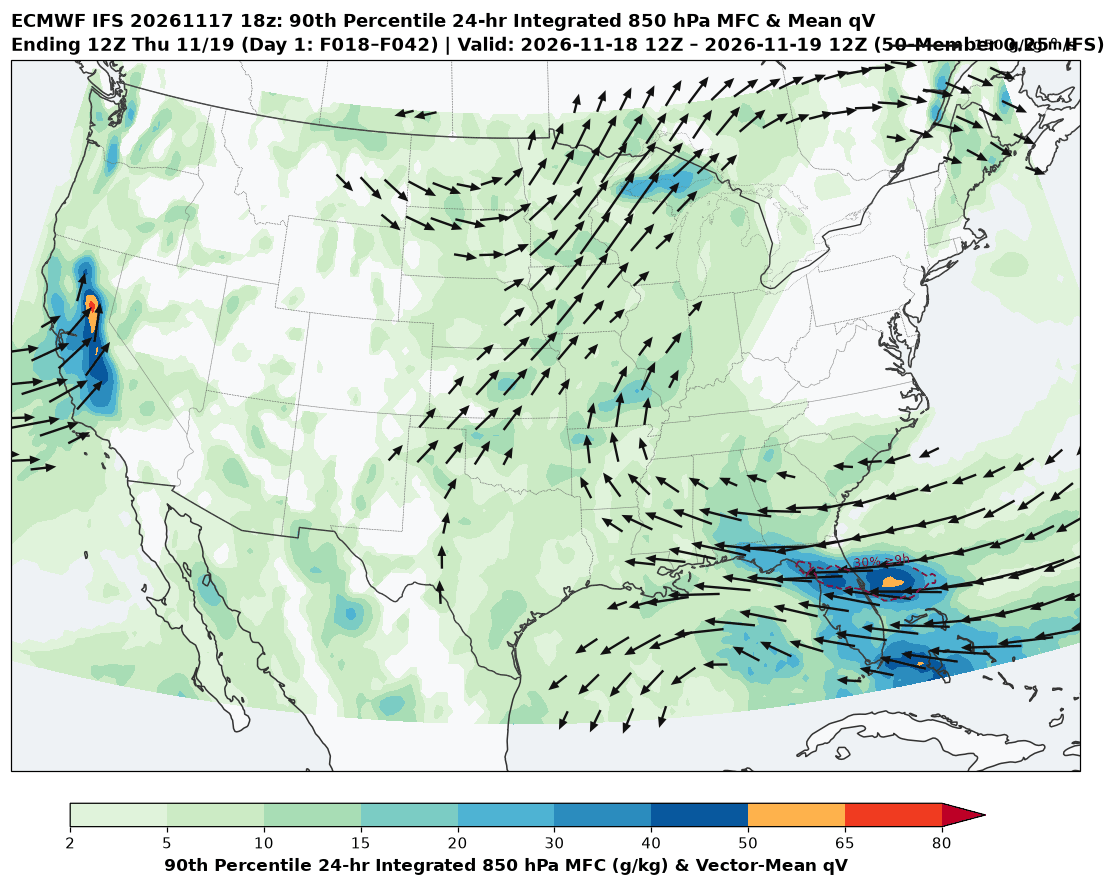 ECMWF IFS 20261117 18z: 90th Percentile 24-hr Integrated 850 hPa MFC & Mean qV
Ending 12Z Thu 11/19 (Day 1: F018–F042) | Valid: 2026-11-18 12Z – 2026-11-19 12Z (50-Member 0.25° IFS)
30%
2 5 10 15 20 30 40 50 65 80
90th Percentile 24-hr Integrated 850 hPa MFC (g/kg) & Vector-Mean qV